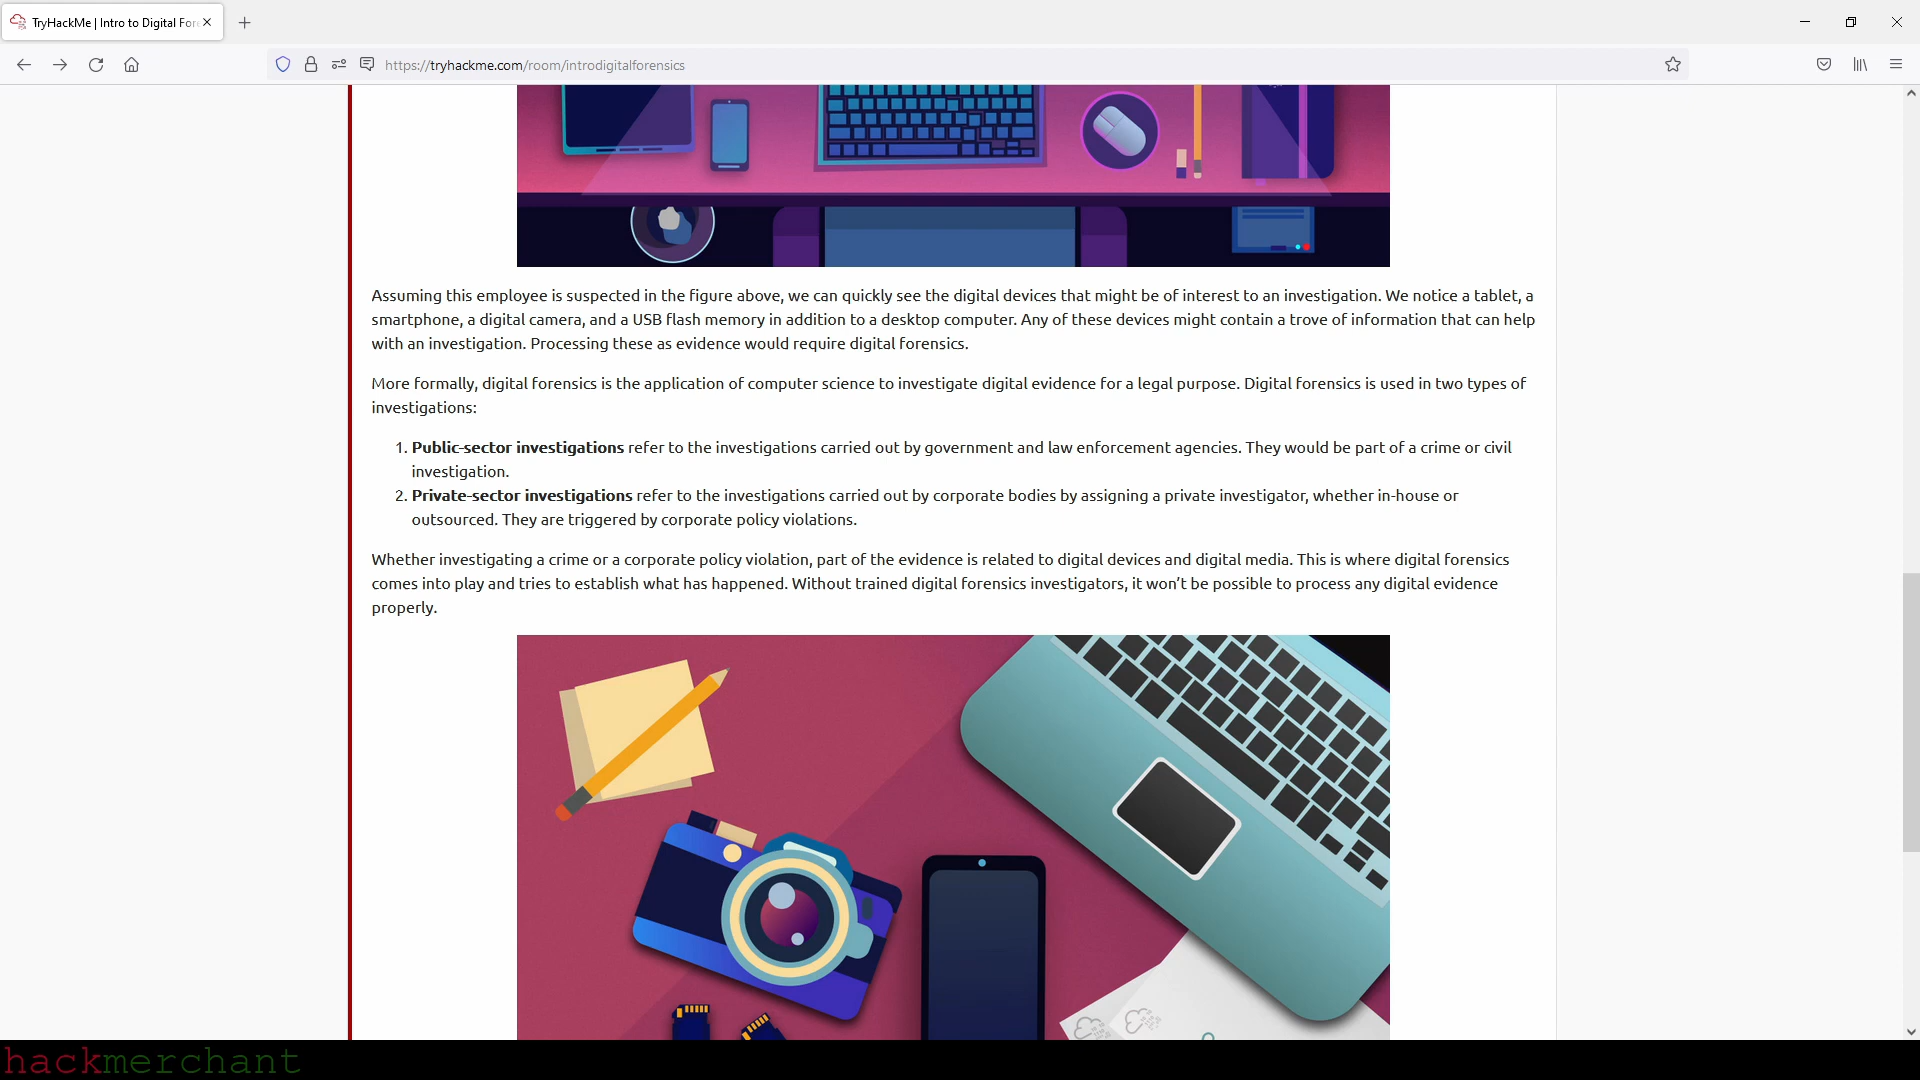 TryHackMe | Intro to Digital For
https://tryhackme.com/room/introdigitalforensics
Assuming this employee is suspected in the figure above, we can quickly see the digital devices that might be of interest to an investigation. We notice a tablet, a
smartphone, a digital camera, and a USB flash memory in addition to a desktop computer. Any of these devices might contain a trove of information that can help
with an investigation. Processing these as evidence would require digital forensics.
More formally, digital forensics is the application of computer science to investigate digital evidence for a legal purpose. Digital forensics is used in two types of
investigations:
1. Public-sector investigations refer to the investigations carried out by government and law enforcement agencies. They would be part of a crime or civil
investigation.
2. Private-sector investigations refer to the investigations carried out by corporate bodies by assigning a private investigator, whether in-house or
outsourced. They are triggered by corporate policy violations.
Whether investigating a crime or a corporate policy violation, part of the evidence is related to digital devices and digital media. This is where digital forensics
comes into play and tries to establish what has happened. Without trained digital forensics investigators, it won’t be possible to process any digital evidence
properly.
hackmerchant